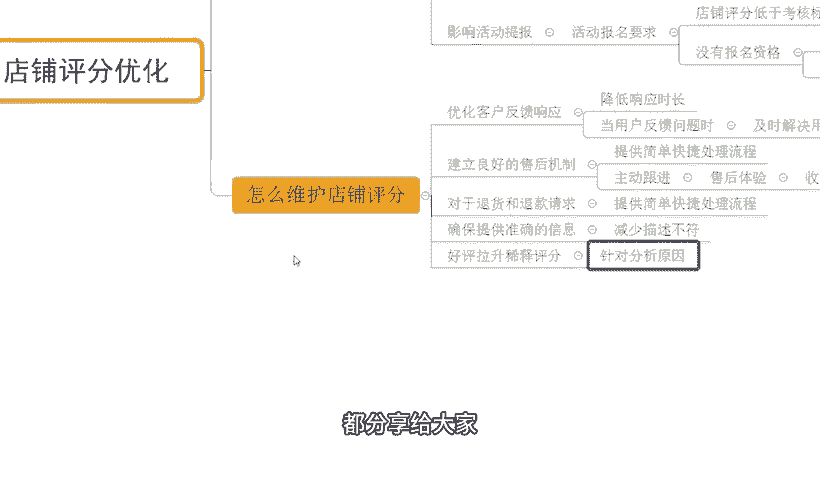 店铺评分低于考核标
影响活动提报
活动报名要求
没有报名资格
店铺评分优化
优化客户反馈响应
降低响应时长
当用户反馈问题时
及时解决用
建立良好的售后机制
提供简单快捷处理流程
主动跟进
售后体验
收
怎么维护店铺评分
对于退货和退款请求
提供简单快捷处理流程
确保提供准确的信息
减少描述不符
好评拉升稀释评分
针对分析原因
都分享给大家